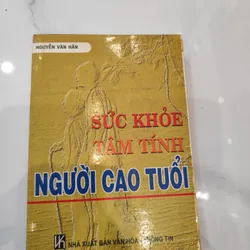 NGUYỄN VĂN HÂN
SỨC KHỎE
TÂM TÍNH
NGƯỜI CAO TUỔI
NHÀ XUẤT BẢN VĂN HÓA - THÔNG TIN